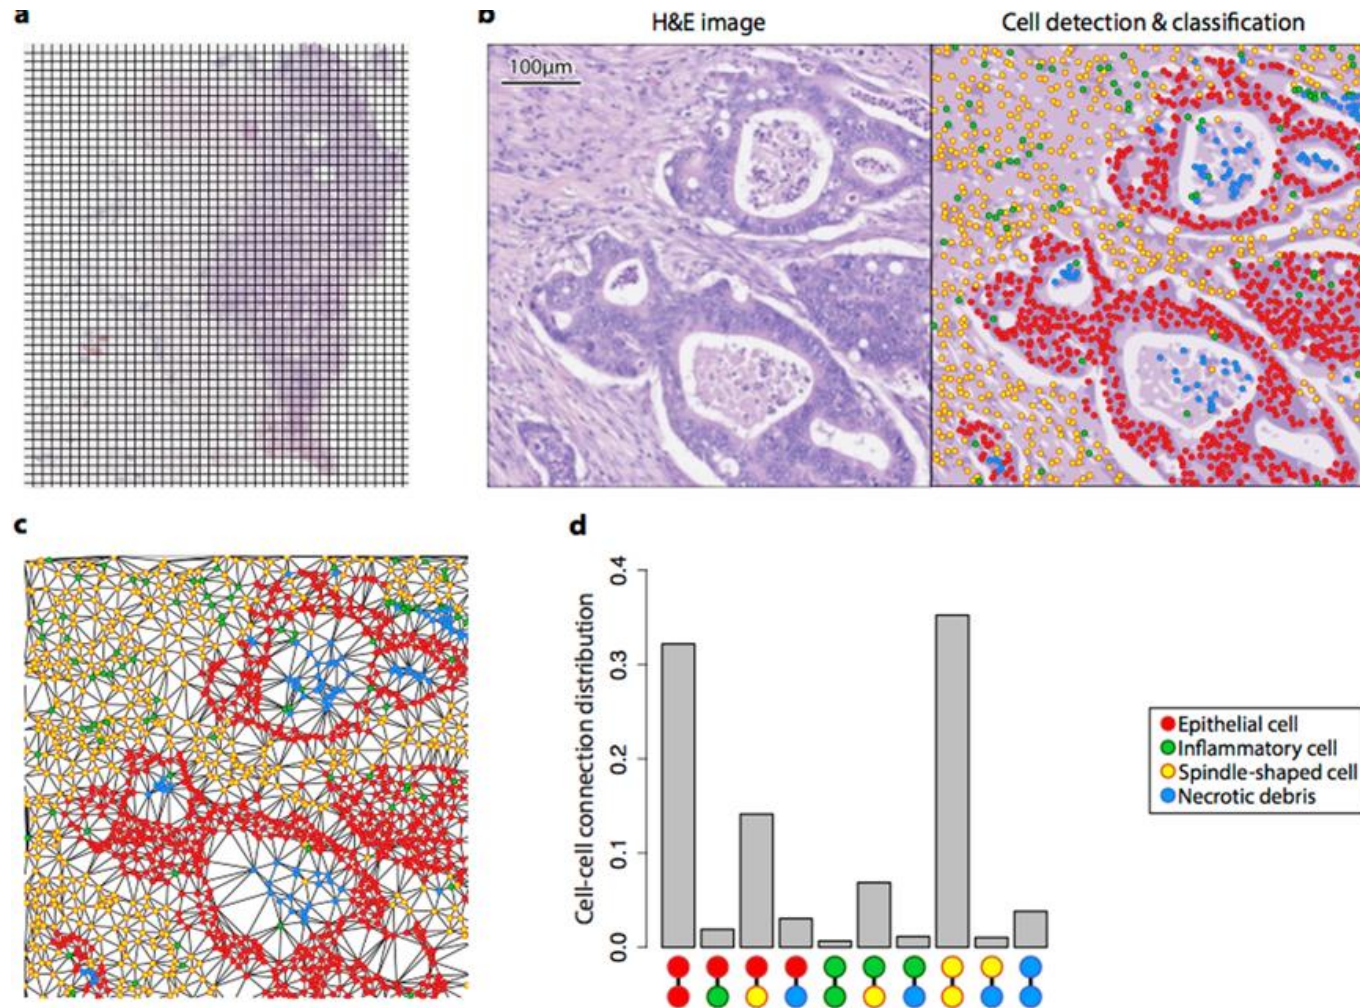 a
b
H&E image
Cell detection & classification
100µm
c
d
Cell-cell connection distribution
0.4
0.3
0.2
0.1
0.0
Epithelial cell
Inflammatory cell
Spindle-shaped cell
Necrotic debris